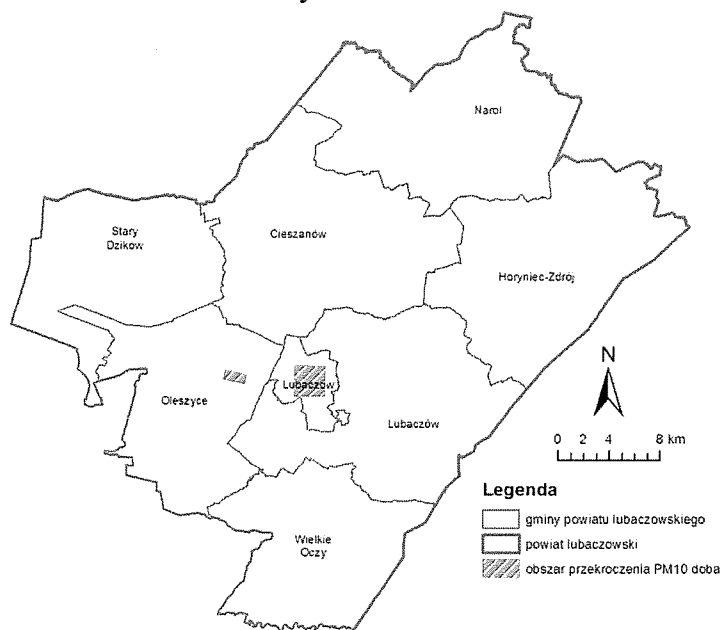 Narol
Stary
Dzików
Cieszanów
Horyniec-Zdrój
Oleszyce
Lubaczów
Lubaczów
Wielkie
Oczy
N
0 2 4 8 km
Legenda
gminy powiatu lubaczowskiego
powiat lubaczowski
obszar przekroczenia PM10 doba